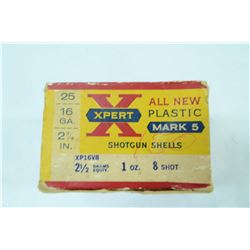 25
16
GA.
2¾
IN.
X
XPERT
ALL NEW
PLASTIC
MARK 5
SHOTGUN SHELLS
XP16V8
2½ DRAMS EQUIV. 1 OZ. 8 SHOT